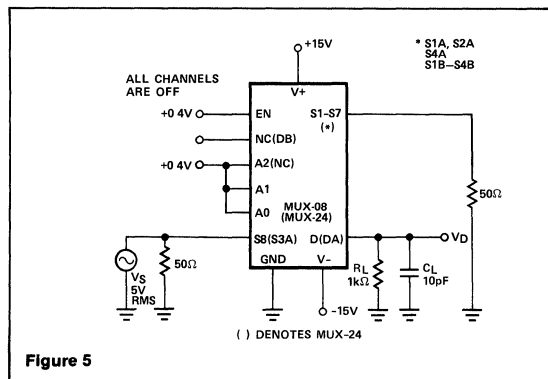 +15V
* S1A, S2A
S4A
S1B–S4B
ALL CHANNELS
ARE OFF
V+
+0 4V
EN
S1–S7
(*)
NC(DB)
+0 4V
A2(NC)
A1
50Ω
A0
MUX-08
(MUX-24)
S8(S3A)
D(DA)
VD
VS
5V
RMS
50Ω
GND
V–
RL
1kΩ
CL
10pF
-15V
( ) DENOTES MUX-24
Figure 5